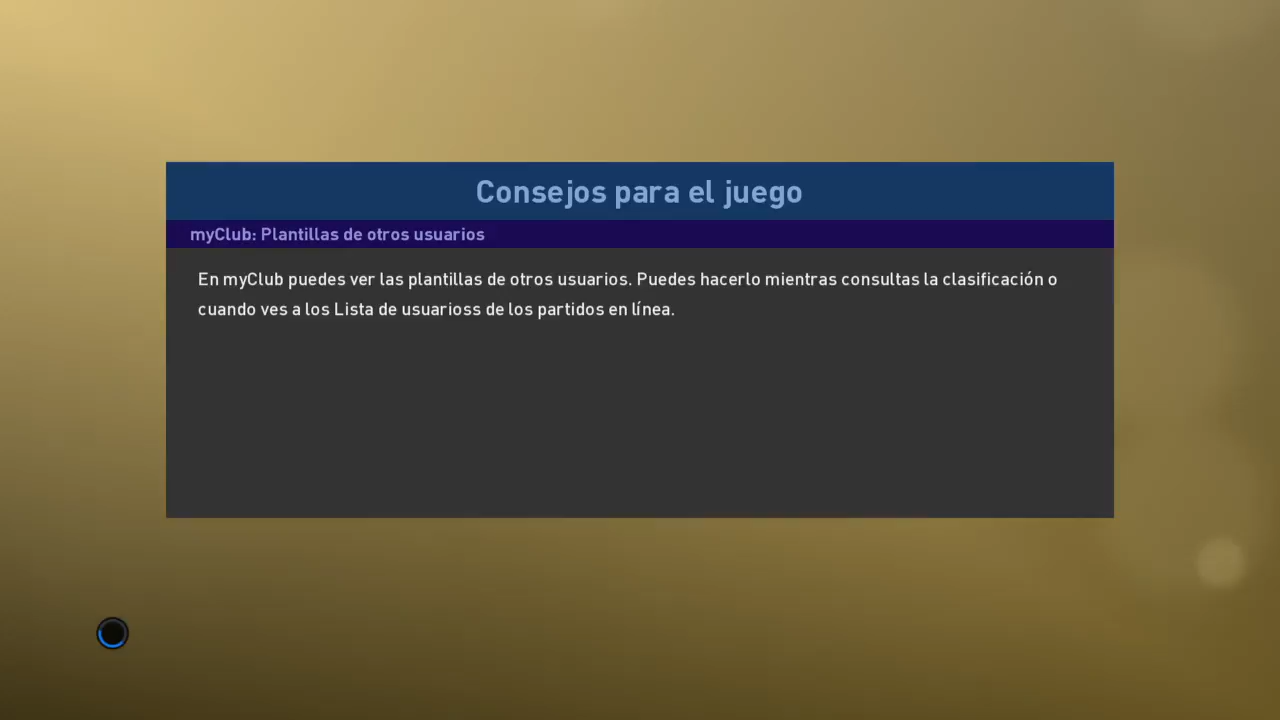 Consejos para el juego
myClub: Plantillas de otros usuarios
En myClub puedes ver las plantillas de otros usuarios. Puedes hacerlo mientras consultas la clasificación o
cuando ves a los Lista de usuarioss de los partidos en línea.